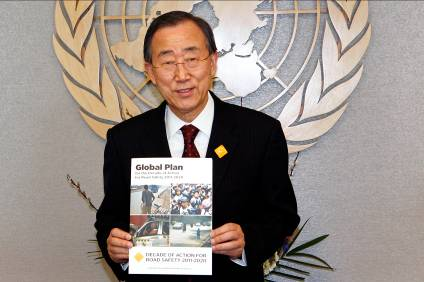 Global Plan
for the Decade of Action
for Road Safety 2011-2020
DECADE OF ACTION FOR
ROAD SAFETY 2011-2020